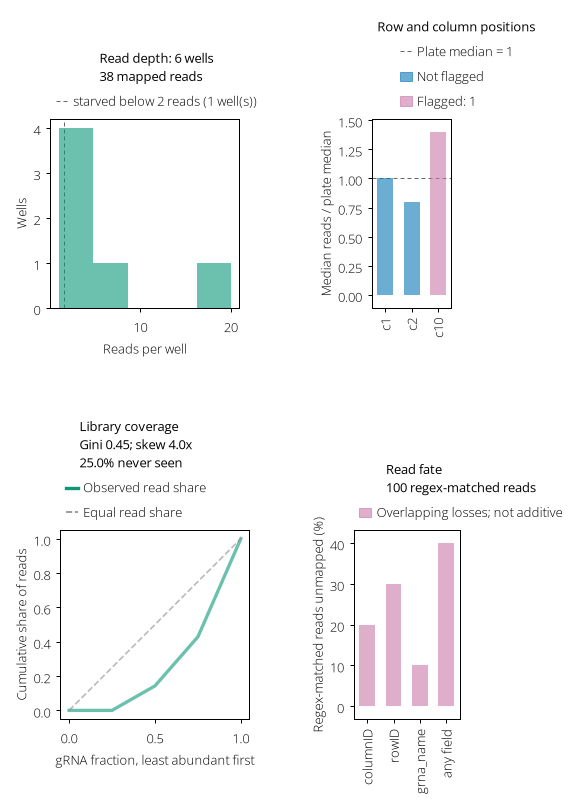 Read depth: 6 wells
38 mapped reads
starved below 2 reads (1 well(s))
4
3
2
1
0
Wells
10
20
Reads per well
Row and column positions
Plate median = 1
Not flagged
Flagged: 1
1.50
1.25
1.00
0.75
0.50
0.25
0.00
Median reads / plate median
c1
c2
c10
Library coverage
Gini 0.45; skew 4.0x
25.0% never seen
Observed read share
Equal read share
1.0
0.8
0.6
0.4
0.2
0.0
Cumulative share of reads
0.0
0.5
1.0
gRNA fraction, least abundant first
Read fate
100 regex-matched reads
Overlapping losses; not additive
40
30
20
10
0
Regex-matched reads unmapped (%)
columnID
rowID
grna_name
any field